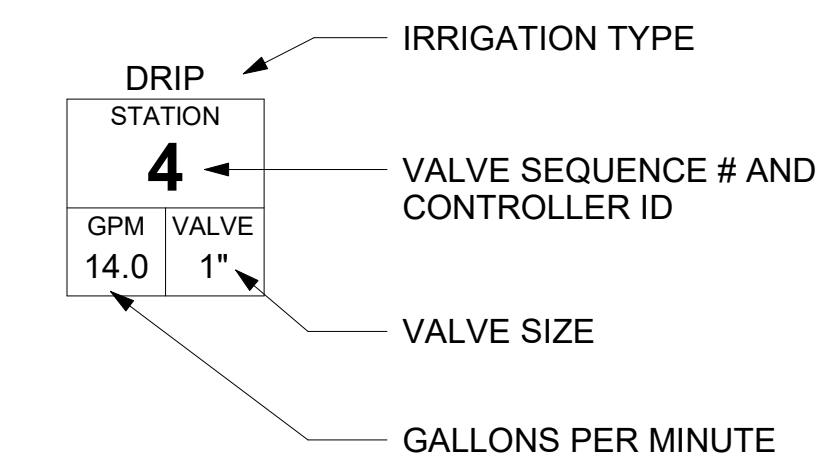 IRRIGATION TYPE
DRIP
STATION
4
VALVE SEQUENCE # AND
CONTROLLER ID
GPM VALVE
14.0 1"
VALVE SIZE
GALLONS PER MINUTE